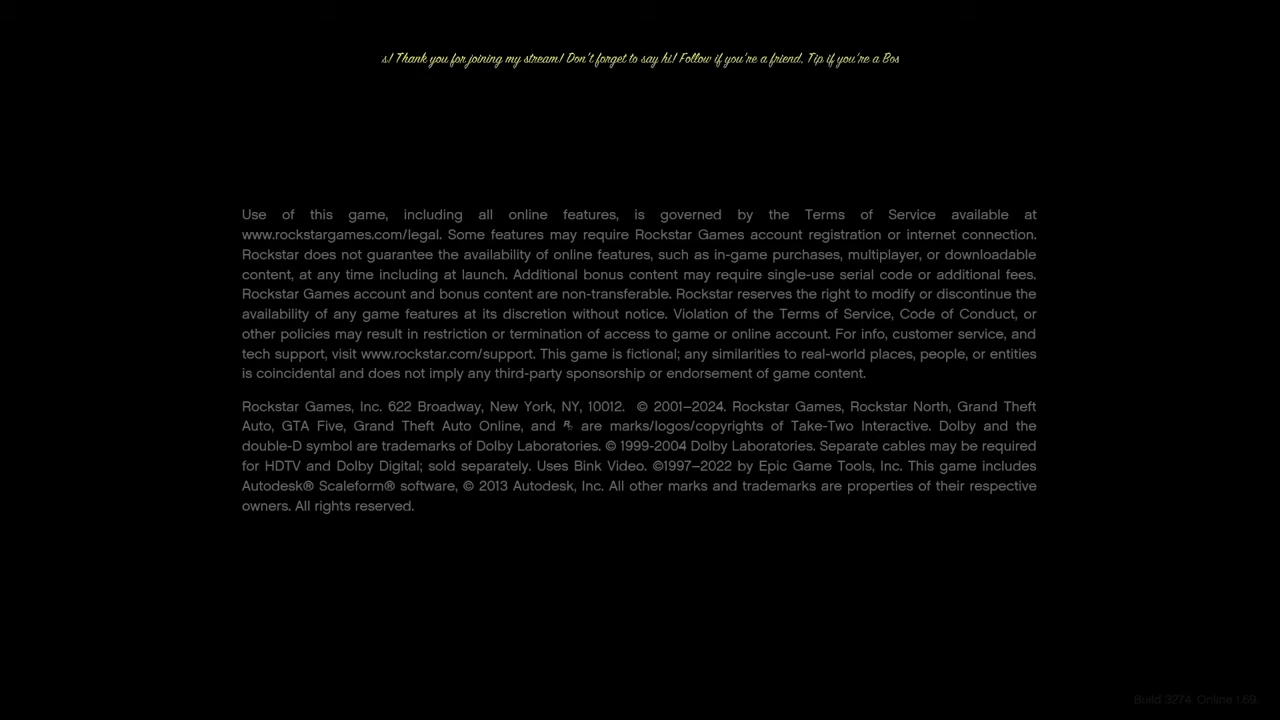 s! Thank you for joining my stream! Don't forget to say hi! Follow if you're a friend, Tip if you're a Bos
Use of this game, including all online features, is governed by the Terms of Service available at
www.rockstargames.com/legal. Some features may require Rockstar Games account registration or internet connection.
Rockstar does not guarantee the availability of online features, such as in-game purchases, multiplayer, or downloadable
content, at any time including at launch. Additional bonus content may require single-use serial code or additional fees.
Rockstar Games account and bonus content are non-transferable. Rockstar reserves the right to modify or discontinue the
availability of any game features at its discretion without notice. Violation of the Terms of Service, Code of Conduct, or
other policies may result in restriction or termination of access to game or online account. For info, customer service, and
tech support, visit www.rockstar.com/support. This game is fictional; any similarities to real-world places, people, or entities
is coincidental and does not imply any third-party sponsorship or endorsement of game content.
Rockstar Games, Inc. 622 Broadway, New York, NY, 10012. © 2001–2024. Rockstar Games, Rockstar North, Grand Theft
Auto, GTA Five, Grand Theft Auto Online, and R* are marks/logos/copyrights of Take-Two Interactive. Dolby and the
double-D symbol are trademarks of Dolby Laboratories. © 1999-2004 Dolby Laboratories. Separate cables may be required
for HDTV and Dolby Digital; sold separately. Uses Bink Video. ©1997–2022 by Epic Game Tools, Inc. This game includes
Autodesk® Scaleform® software, © 2013 Autodesk, Inc. All other marks and trademarks are properties of their respective
owners. All rights reserved.
Build 3274. Online 1.69.